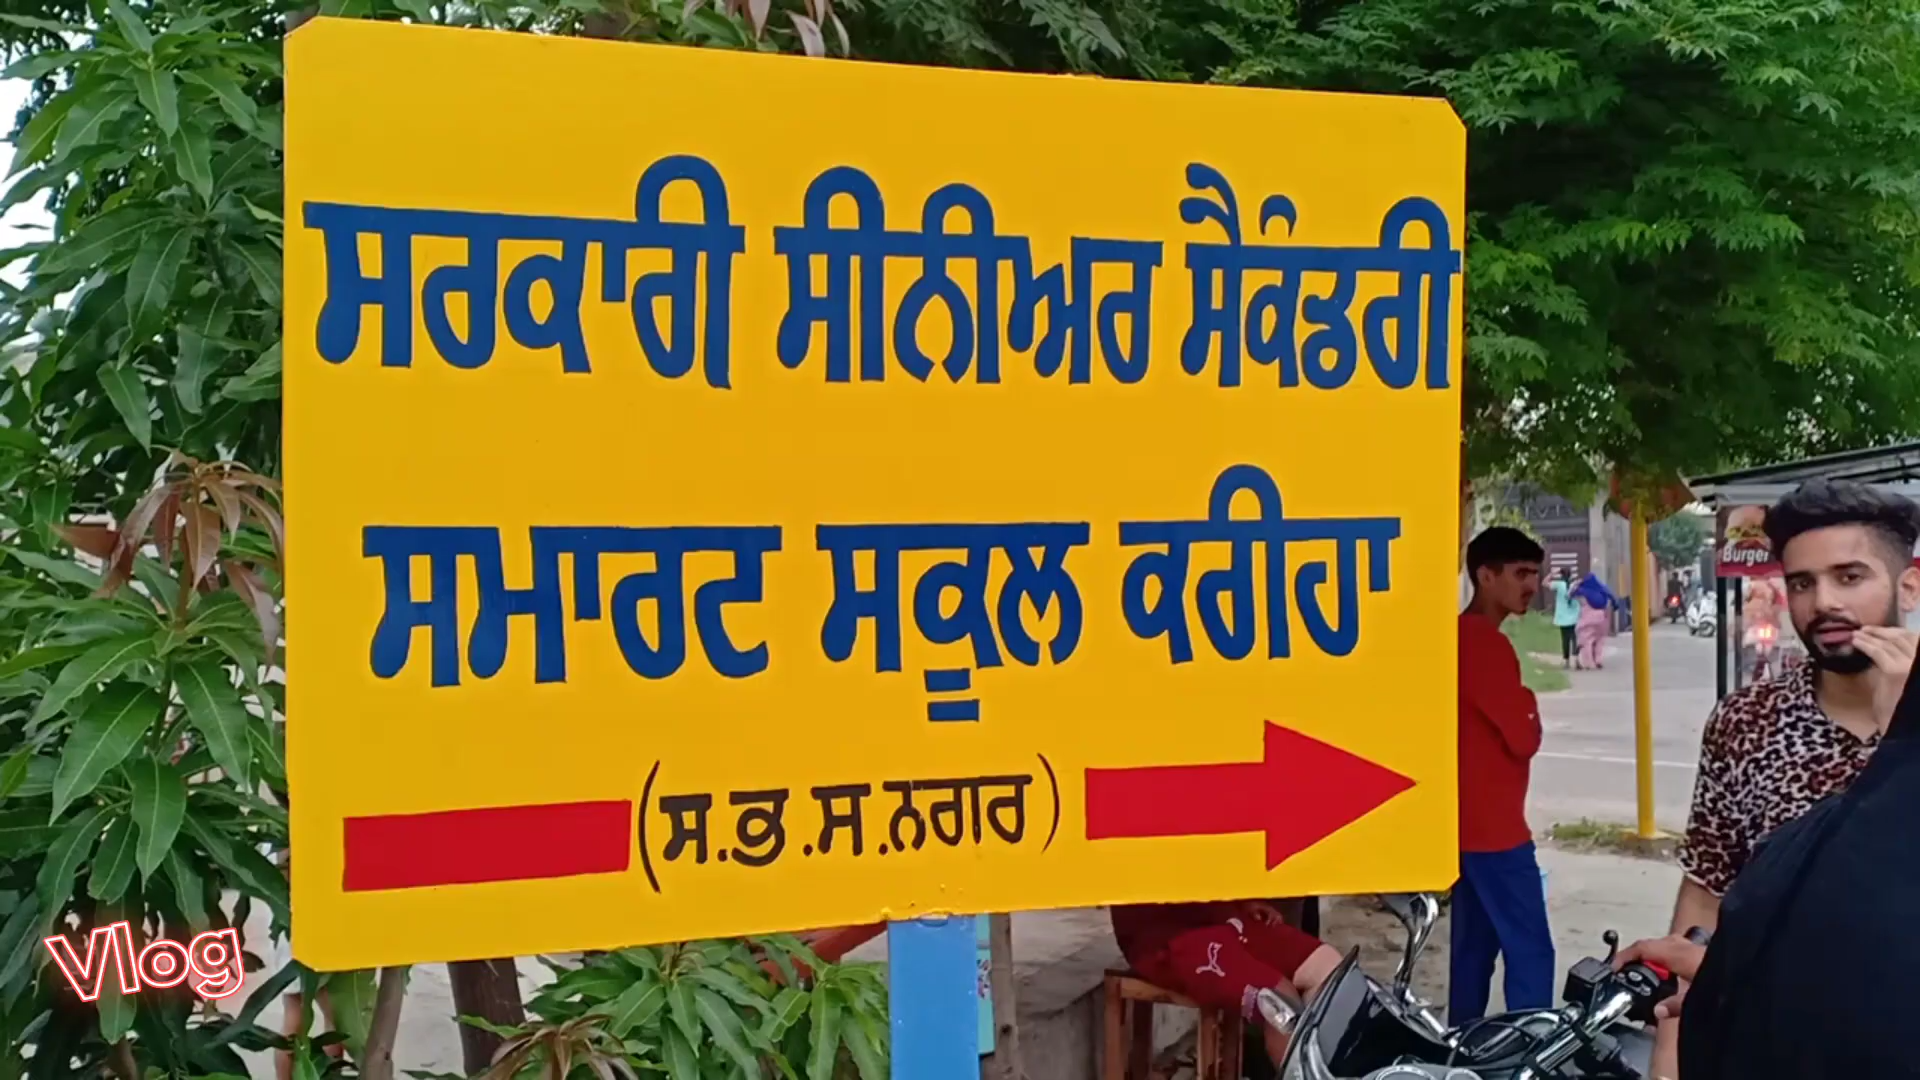 ਸਰਕਾਰੀ ਸੀਨੀਅਰ ਸੈਕੰਡਰੀ
ਸਮਾਰਟ ਸਕੂਲ ਕਰੀਹਾ
(ਸ.ਭ.ਸ.ਨਗਰ)
Burger
Vlog